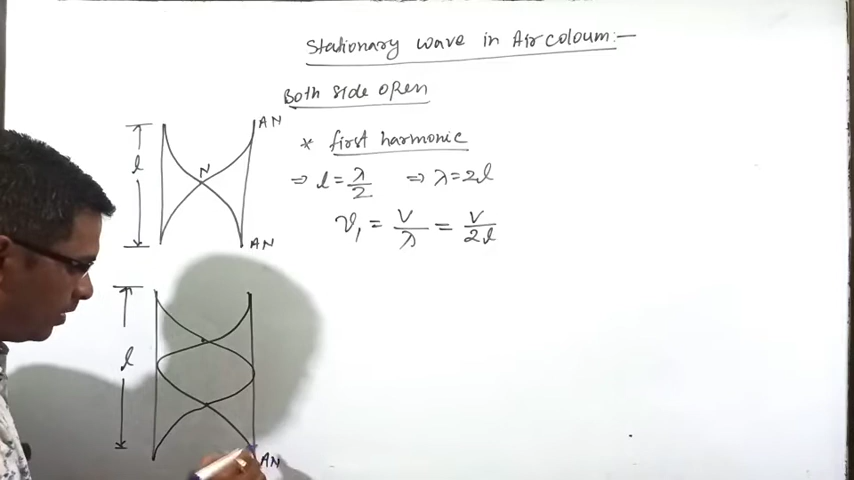 Stationary wave in Air coloum:-
Both side open
AN
* first harmonic
l
N
⇒ l = λ/2 ⇒ λ = 2l
ν₁ = V/λ = V/2l
AN
l
AN